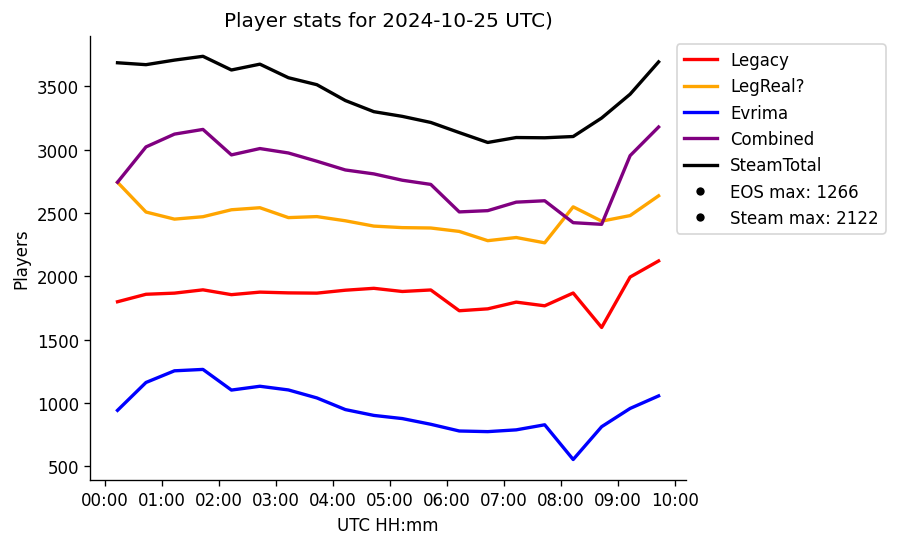 Player stats for 2024-10-25 UTC)
Legacy
LegReal?
Evrima
Combined
SteamTotal
EOS max: 1266
Steam max: 2122
Players
3500
3000
2500
2000
1500
1000
500
00:00 01:00 02:00 03:00 04:00 05:00 06:00 07:00 08:00 09:00 10:00
UTC HH:mm